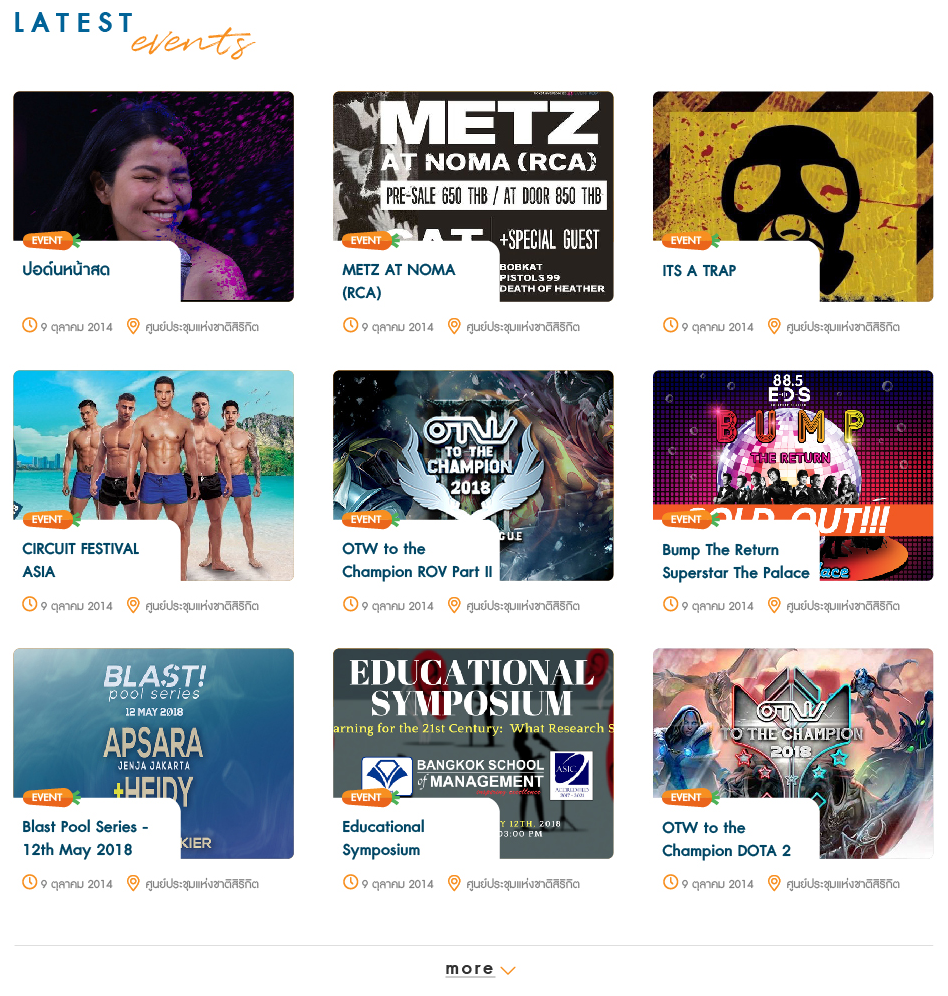 LATEST
events
EVENT
ปอด์นหน้าสด
9 ตุลาคม 2014
ศูนย์ประชุมแห่งชาติสิริกิต
METZ
AT NOMA (RCA)
PRE-SALE 650 THB / AT DOOR 850 THB
+SPECIAL GUEST
BOBKAT
PISTOLS 99
DEATH OF HEATHER
EVENT
METZ AT NOMA
(RCA)
9 ตุลาคม 2014
ศูนย์ประชุมแห่งชาติสิริกิต
WARNING
EVENT
ITS A TRAP
9 ตุลาคม 2014
ศูนย์ประชุมแห่งชาติสิริกิต
EVENT
CIRCUIT FESTIVAL
ASIA
9 ตุลาคม 2014
ศูนย์ประชุมแห่งชาติสิริกิต
OTW
TO THE
CHAMPION
2018
EVENT
OTW to the
Champion ROV Part II
9 ตุลาคม 2014
ศูนย์ประชุมแห่งชาติสิริกิต
88.5
EDS
BUMP
THE RETURN
SOLD OUT!!!
EVENT
Bump The Return
Superstar The Palace
9 ตุลาคม 2014
ศูนย์ประชุมแห่งชาติสิริกิต
BLAST!
pool series
12 MAY 2018
APSARA
JENJA JAKARTA
+HEIDY
KIER
EVENT
Blast Pool Series -
12th May 2018
9 ตุลาคม 2014
ศูนย์ประชุมแห่งชาติสิริกิต
EDUCATIONAL
SYMPOSIUM
arning for the 21st Century: What Research S
BANGKOK SCHOOL
of MANAGEMENT
ASIC
ACCREDITED
2017 - 2021
Y 12TH, 2018
03:00 PM
EVENT
Educational
Symposium
9 ตุลาคม 2014
ศูนย์ประชุมแห่งชาติสิริกิต
OTW
TO THE CHAMPION
2018
EVENT
OTW to the
Champion DOTA 2
9 ตุลาคม 2014
ศูนย์ประชุมแห่งชาติสิริกิต
more